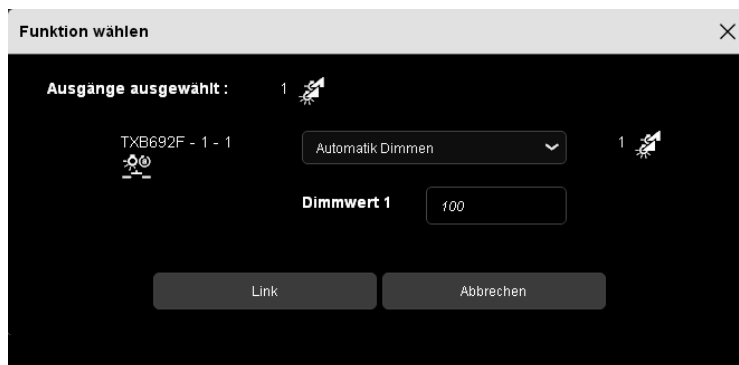 Funktion wählen
Ausgänge ausgewählt : 1
TXB692F - 1 - 1 Automatik Dimmen 1
Dimmwert 1 100
Link Abbrechen